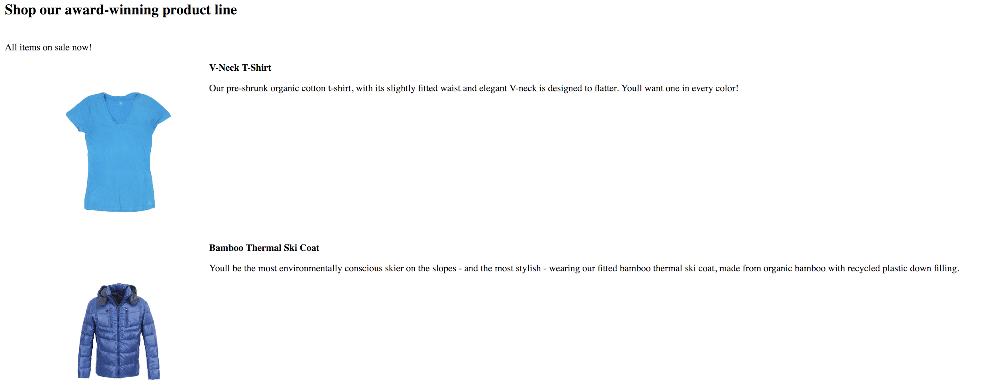 Shop our award-winning product line
All items on sale now!
V-Neck T-Shirt
Our pre-shrunk organic cotton t-shirt, with its slightly fitted waist and elegant V-neck is designed to flatter. Youll want one in every color!
Bamboo Thermal Ski Coat
Youll be the most environmentally conscious skier on the slopes - and the most stylish - wearing our fitted bamboo thermal ski coat, made from organic bamboo with recycled plastic down filling.